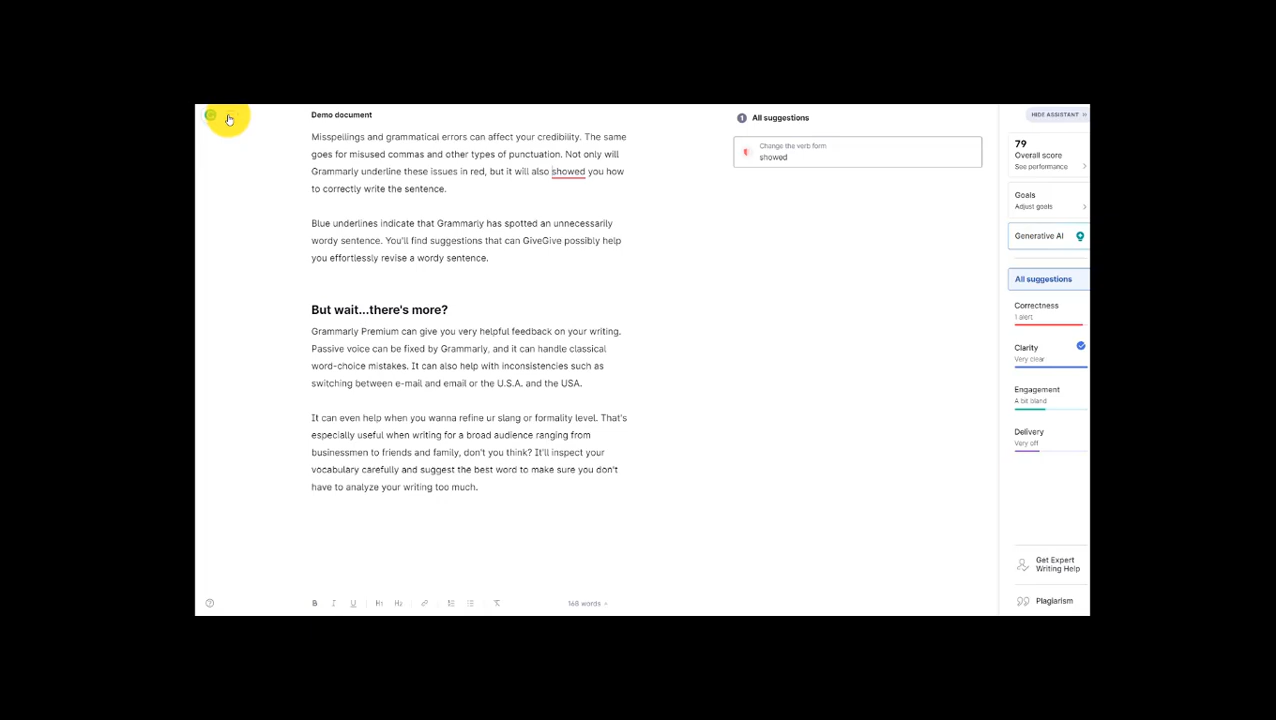 Demo document
Misspellings and grammatical errors can affect your credibility. The same
goes for misused commas and other types of punctuation. Not only will
Grammarly underline these issues in red, but it will also showed you how
to correctly write the sentence.
Blue underlines indicate that Grammarly has spotted an unnecessarily
wordy sentence. You'll find suggestions that can GiveGive possibly help
you effortlessly revise a wordy sentence.
But wait...there's more?
Grammarly Premium can give you very helpful feedback on your writing.
Passive voice can be fixed by Grammarly, and it can handle classical
word-choice mistakes. It can also help with inconsistencies such as
switching between e-mail and email or the U.S.A. and the USA.
It can even help when you wanna refine ur slang or formality level. That's
especially useful when writing for a broad audience ranging from
businessmen to friends and family, don't you think? It'll inspect your
vocabulary carefully and suggest the best word to make sure you don't
have to analyze your writing too much.
B I U H1 H2
168 words
1 All suggestions
Change the verb form
showed
HIDE ASSISTANT
79
Overall score
See performance
Goals
Adjust goals
Generative AI
All suggestions
Correctness
1 alert
Clarity
Very clear
Engagement
A bit bland
Delivery
Very off
Get Expert
Writing Help
Plagiarism